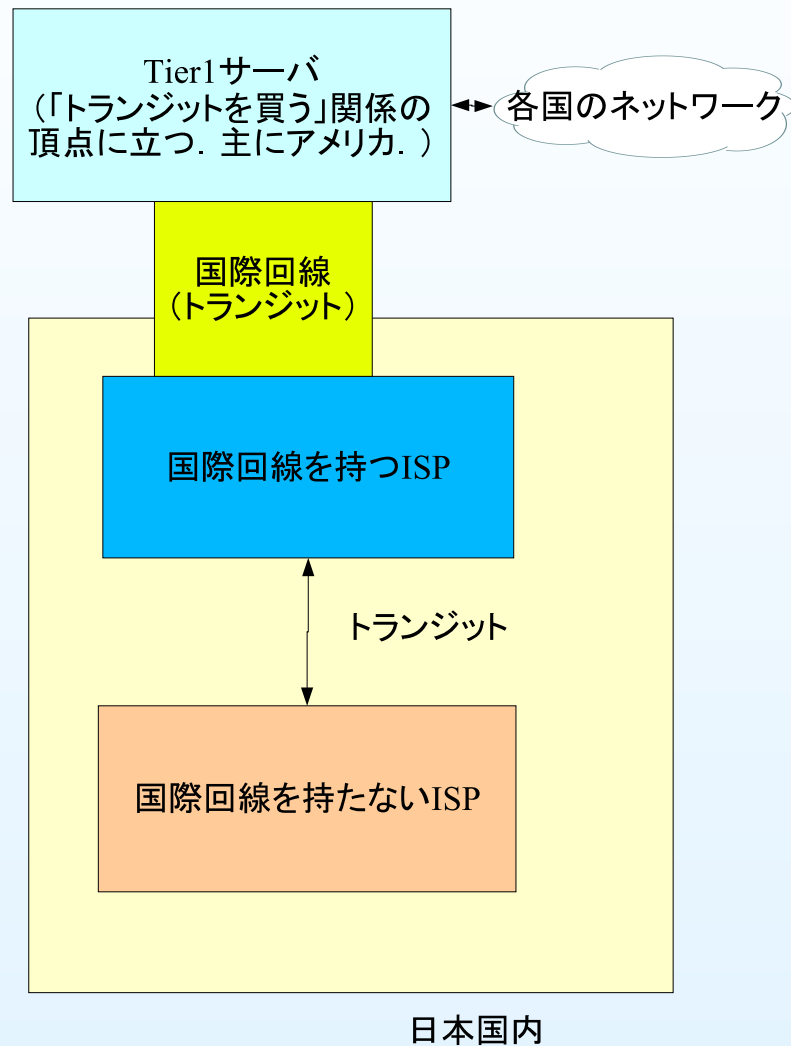 Tier1サーバ
（「トランジットを買う」関係の
頂点に立つ．主にアメリカ．）
各国のネットワーク
国際回線
（トランジット）
国際回線を持つISP
トランジット
国際回線を持たないISP
日本国内